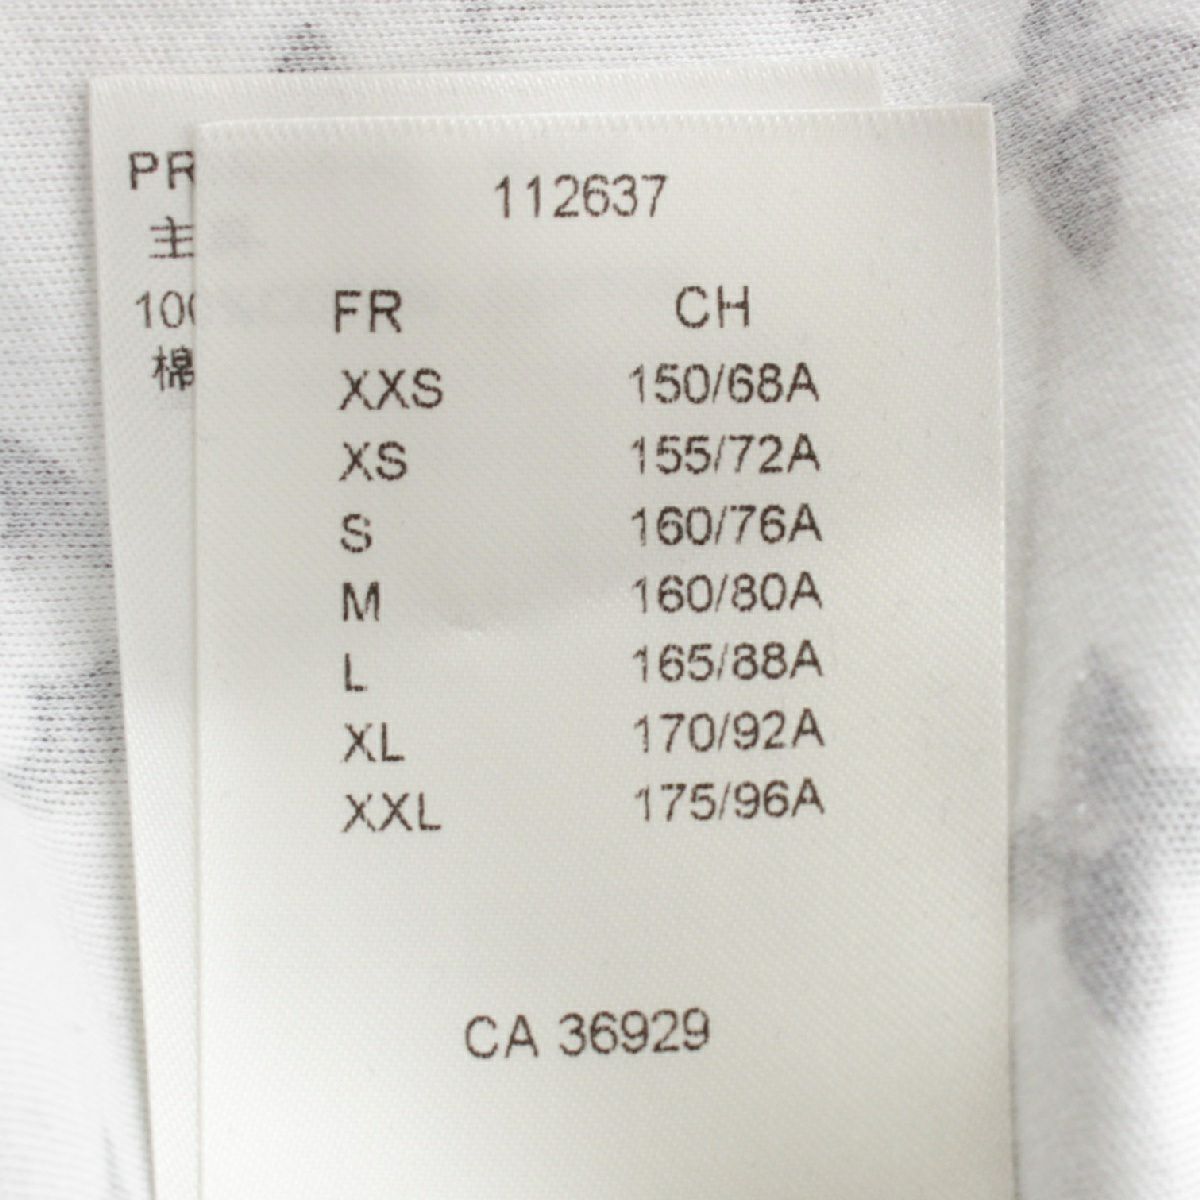 PR
主
100
棉
112637
FR CH
XXS 150/68A
XS 155/72A
S 160/76A
M 160/80A
L 165/88A
XL 170/92A
XXL 175/96A
CA 36929